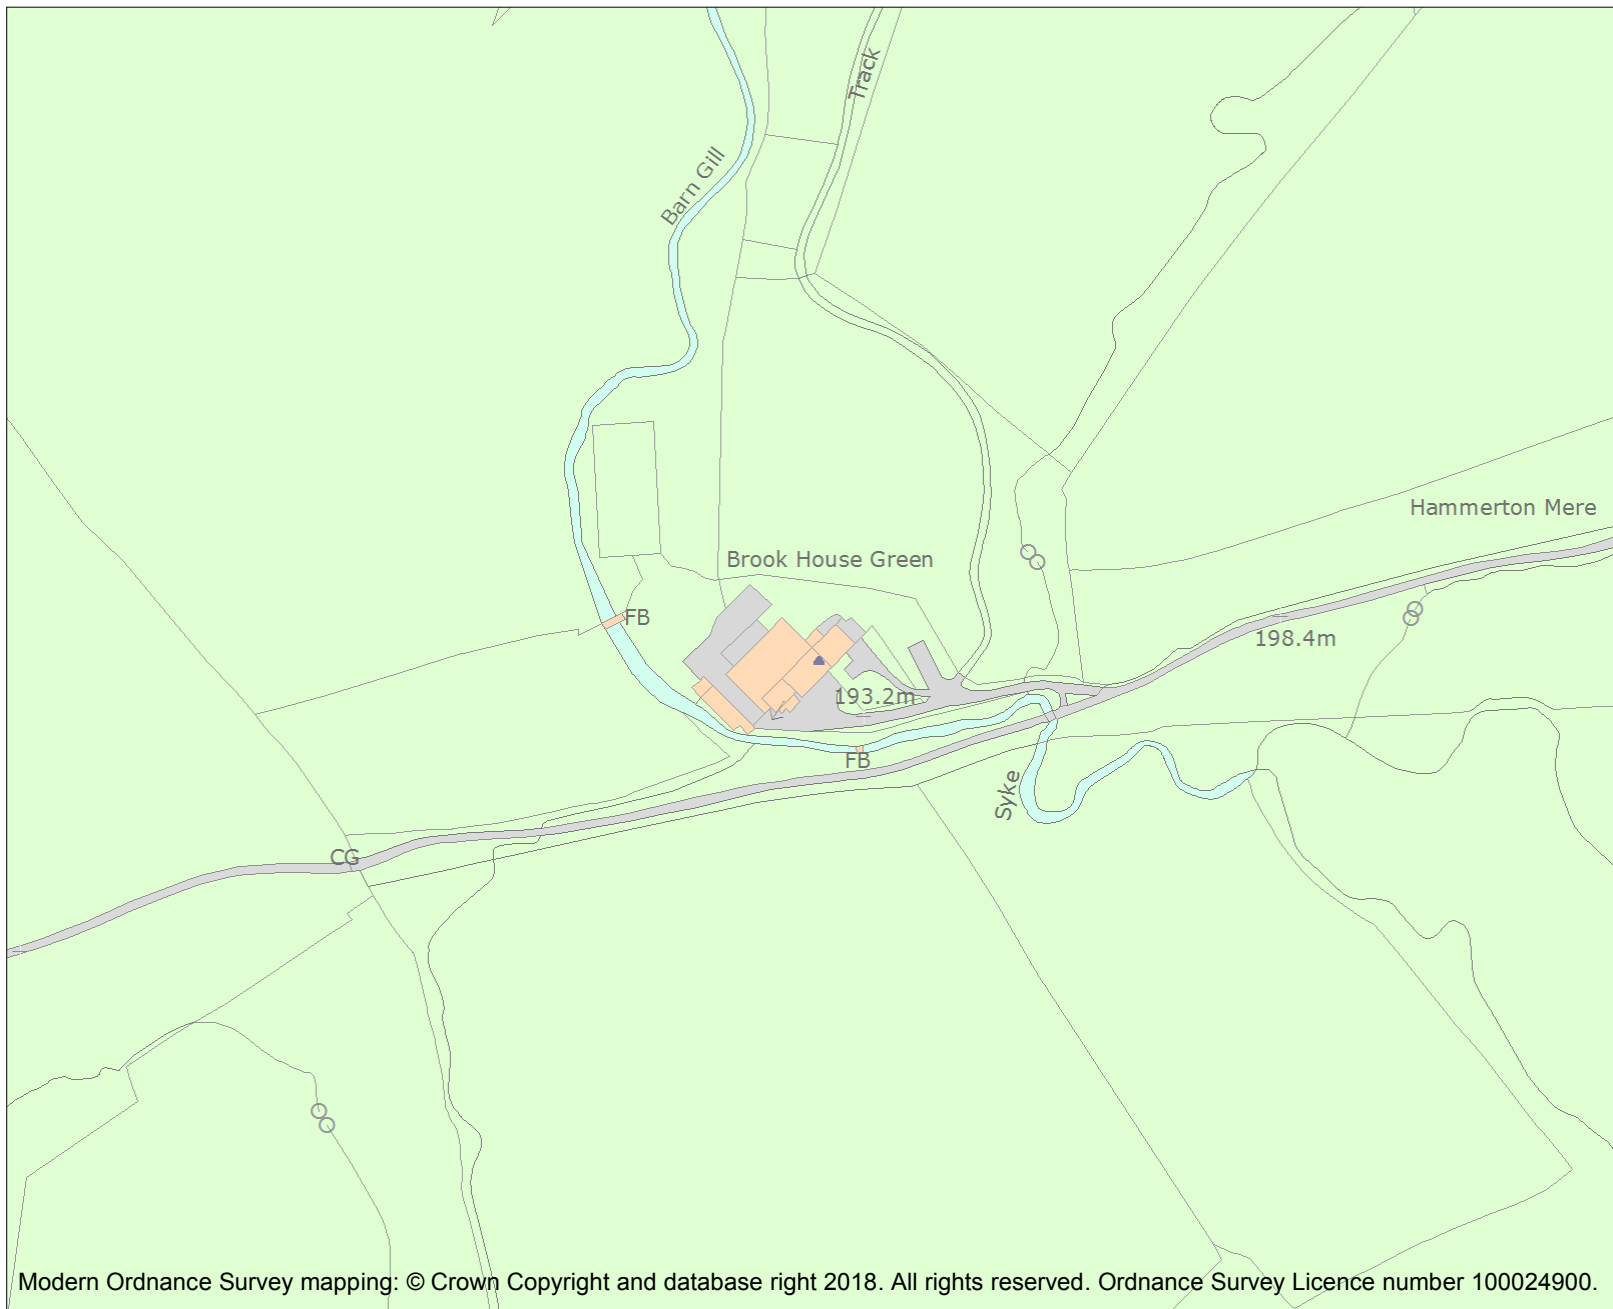 Track
Barn Gill
Hammerton Mere
Brook House Green
FB
198.4m
193.2m
FB
Syke
CG
Modern Ordnance Survey mapping: © Crown Copyright and database right 2018. All rights reserved. Ordnance Survey Licence number 100024900.